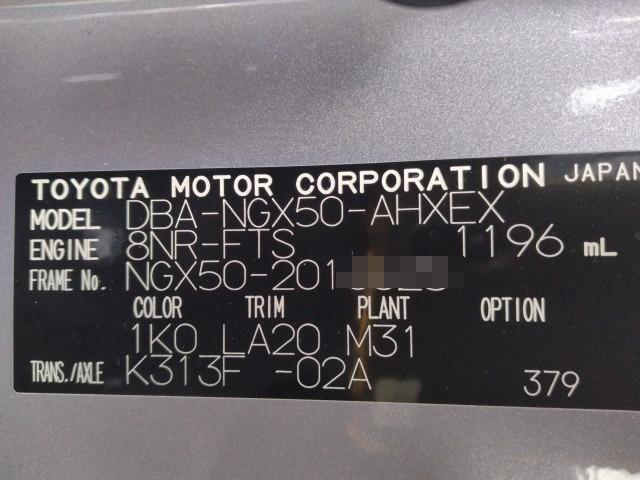 TOYOTA MOTOR CORPORATION JAPAN
MODEL DBA-NGX50-AHXEX
ENGINE 8NR-FTS 1196 mL
FRAME No. NGX50-201
COLOR TRIM PLANT OPTION
1K0 LA20 M31
TRANS./AXLE K313F -02A 379